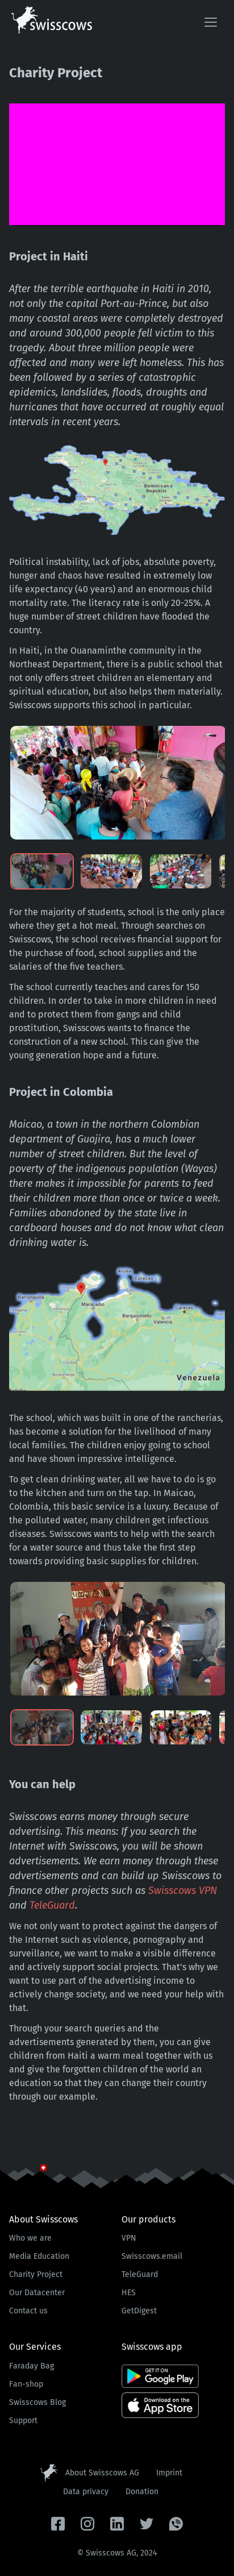 swisscows
Charity Project
Project in Haiti
After the terrible earthquake in Haiti in 2010,
not only the capital Port-au-Prince, but also
many coastal areas were completely destroyed
and around 300,000 people fell victim to this
tragedy. About three million people were
affected and many were left homeless. This has
been followed by a series of catastrophic
epidemics, landslides, floods, droughts and
hurricanes that have occurred at roughly equal
intervals in recent years.
Dominican
Republic
Political instability, lack of jobs, absolute poverty,
hunger and chaos have resulted in extremely low
life expectancy (40 years) and an enormous child
mortality rate. The literacy rate is only 20-25%. A
huge number of street children have flooded the
country.
In Haiti, in the Ouanaminthe community in the
Northeast Department, there is a public school that
not only offers street children an elementary and
spiritual education, but also helps them materially.
Swisscows supports this school in particular.
For the majority of students, school is the only place
where they get a hot meal. Through searches on
Swisscows, the school receives financial support for
the purchase of food, school supplies and the
salaries of the five teachers.
The school currently teaches and cares for 150
children. In order to take in more children in need
and to protect them from gangs and child
prostitution, Swisscows wants to finance the
construction of a new school. This can give the
young generation hope and a future.
Project in Colombia
Maicao, a town in the northern Colombian
department of Guajira, has a much lower
number of street children. But the level of
poverty of the indigenous population (Wayas)
there makes it impossible for parents to feed
their children more than once or twice a week.
Families abandoned by the state live in
cardboard houses and do not know what clean
drinking water is.
Aruba
Curaçao
Barranquilla
Maracaibo
Caracas
Barquisimeto
Valencia
Venezuela
The school, which was built in one of the rancherías,
has become a solution for the livelihood of many
local families. The children enjoy going to school
and have shown impressive intelligence.
To get clean drinking water, all we have to do is go
to the kitchen and turn on the tap. In Maicao,
Colombia, this basic service is a luxury. Because of
the polluted water, many children get infectious
diseases. Swisscows wants to help with the search
for a water source and thus take the first step
towards providing basic supplies for children.
You can help
Swisscows earns money through secure
advertising. This means: If you search the
Internet with Swisscows, you will be shown
advertisements. We earn money through these
advertisements and can build up Swisscows to
finance other projects such as Swisscows VPN
and TeleGuard.
We not only want to protect against the dangers of
the Internet such as violence, pornography and
surveillance, we want to make a visible difference
and actively support social projects. That's why we
want to use part of the advertising income to
actively change society, and we need you to help with
that.
Through your search queries and the
advertisements generated by them, you can give
children from Haiti a warm meal together with us
and give the forgotten children of the world an
education so that they can change their country
through our example.
About Swisscows
Our products
Who we are
VPN
Media Education
Swisscows.email
Charity Project
TeleGuard
Our Datacenter
HES
Contact us
GetDigest
Our Services
Swisscows app
Faraday Bag
Fan-shop
Swisscows Blog
Support
GET IT ON
Google Play
Download on the
App Store
About Swisscows AG
Imprint
Data privacy
Donation
© Swisscows AG, 2024